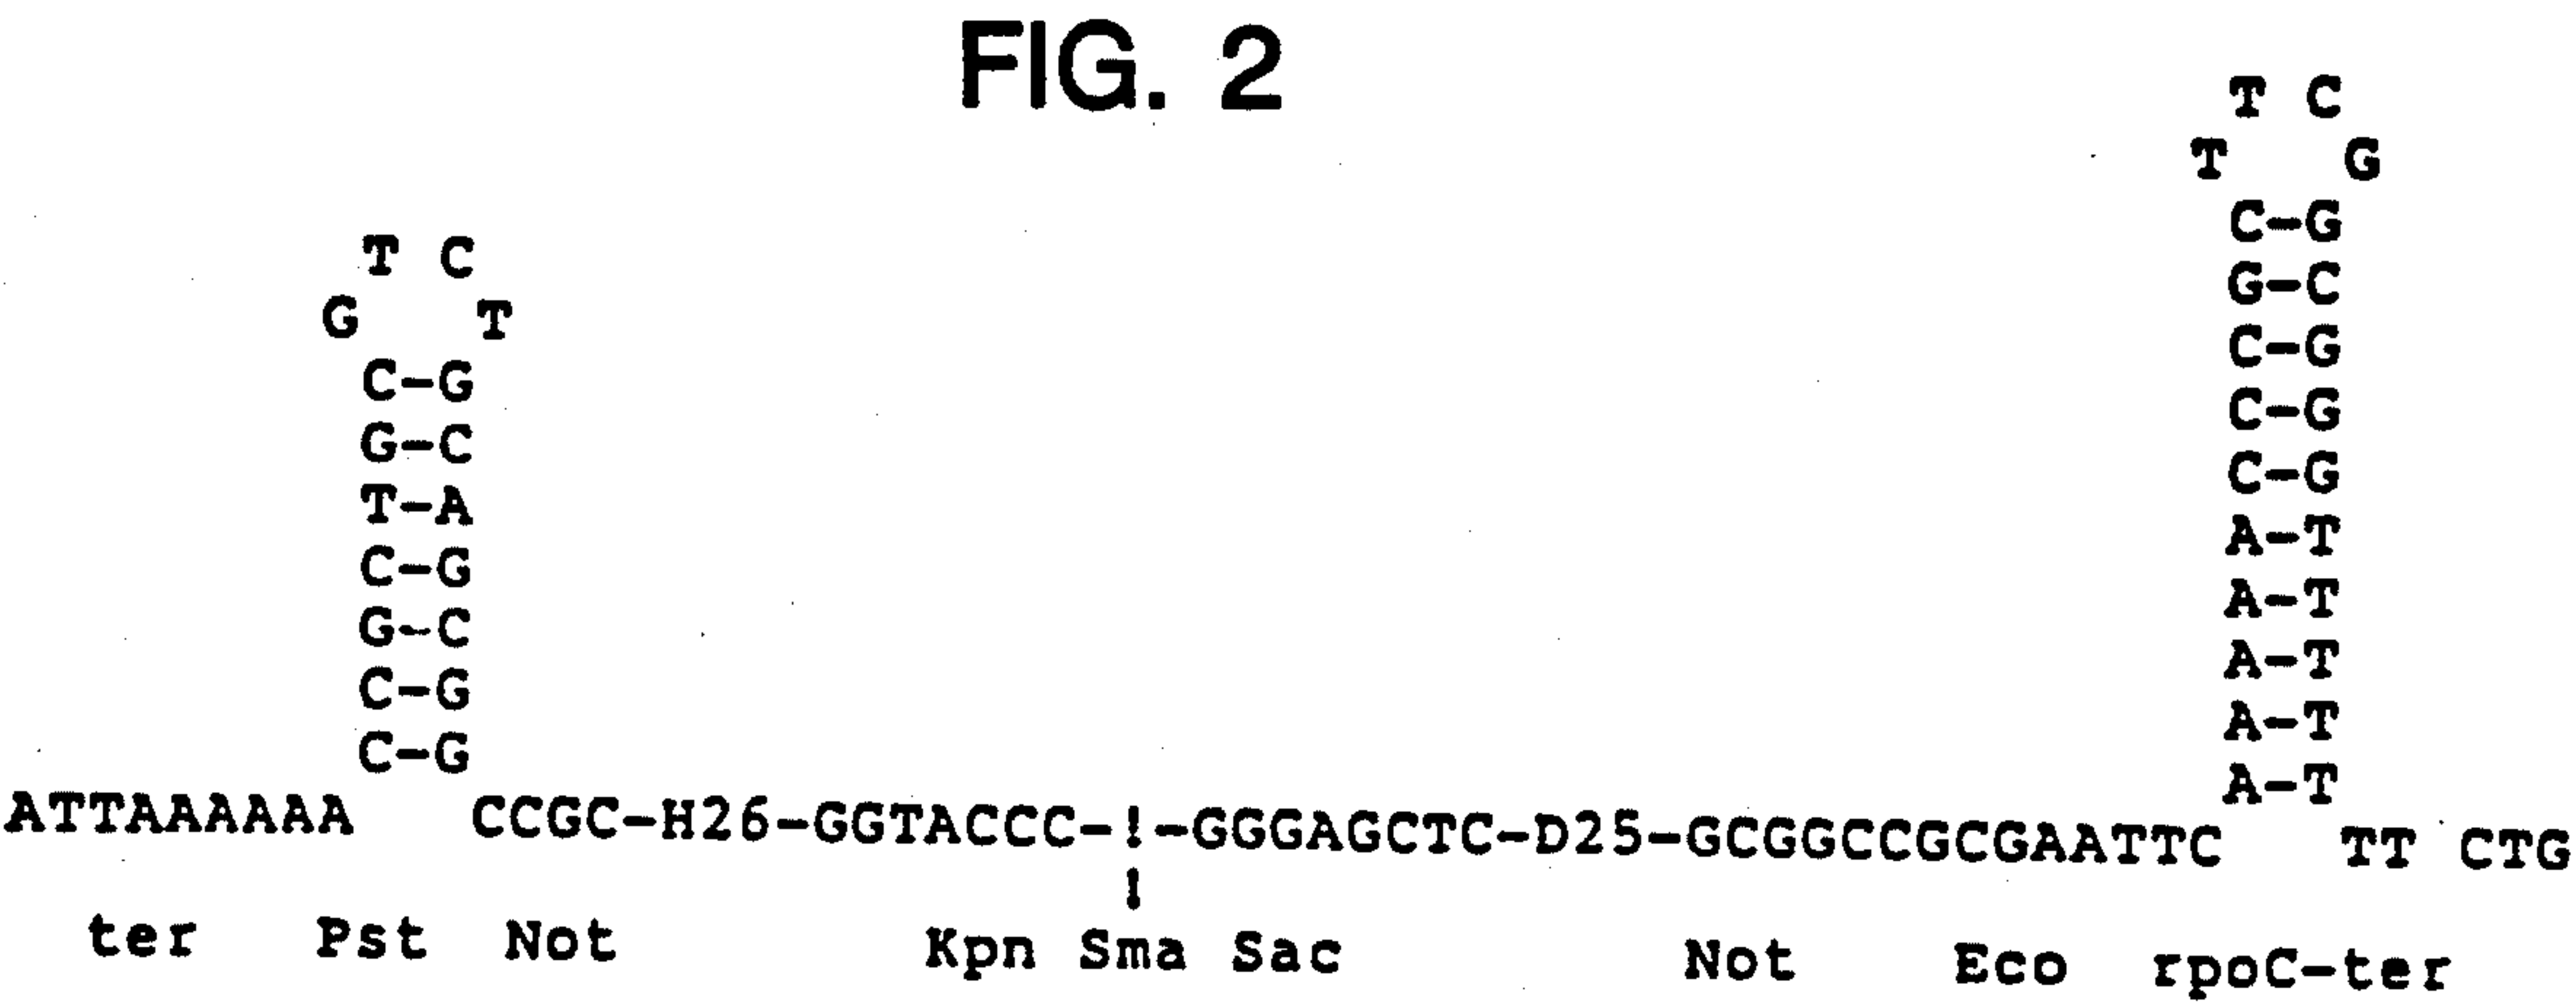 FIG. 2
T C
T G
C-G
T C
G-C
G T
C-G
C-G
C-G
G-C
C-G
T-A
A-T
C-G
A-T
G-C
A-T
C-G
A-T
C-G
A-T
ATTAAAAAA CCGC-H26-GGTACCC-!-GGGAGCTC-D25-GCGGCCGCGAATTC TT CTG
!
ter Pst Not Kpn Sma Sac Not Eco rpoC-ter